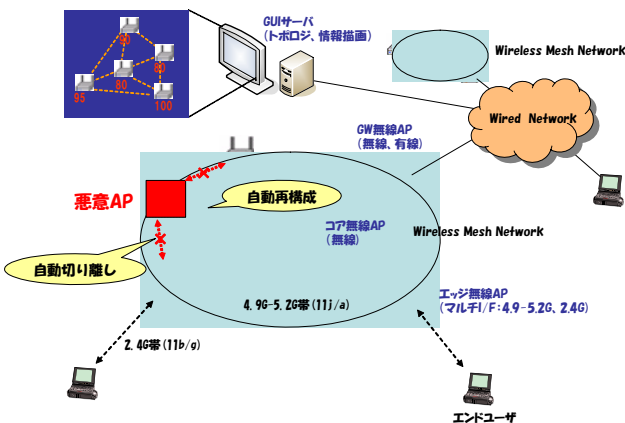 GUIサーバ
(トポロジ、情報描画)
90
80
80
95
100
Wireless Mesh Network
Wired Network
GW無線AP
(無線、有線)
悪意AP
自動再構成
コア無線AP
(無線)
Wireless Mesh Network
自動切り離し
4.9G-5.2G帯(11j/a)
エッジ無線AP
(マルチI/F:4.9-5.2G、2.4G)
2.4G帯(11b/g)
エンドユーザ